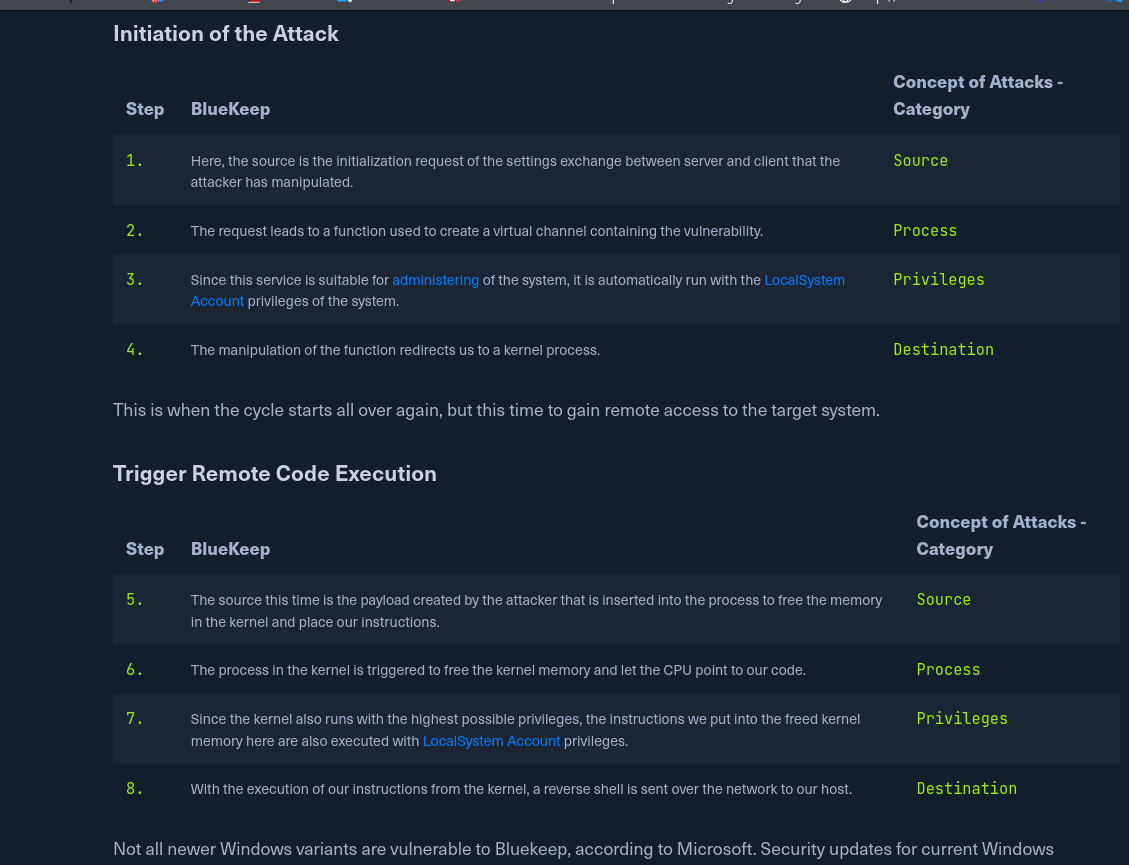 Initiation of the Attack
Concept of Attacks -
Step BlueKeep Category
1. Here, the source is the initialization request of the settings exchange between server and client that the Source
attacker has manipulated.
2. The request leads to a function used to create a virtual channel containing the vulnerability. Process
3. Since this service is suitable for administering of the system, it is automatically run with the LocalSystem Privileges
Account privileges of the system.
4. The manipulation of the function redirects us to a kernel process. Destination
This is when the cycle starts all over again, but this time to gain remote access to the target system.
Trigger Remote Code Execution
Concept of Attacks -
Step BlueKeep Category
5. The source this time is the payload created by the attacker that is inserted into the process to free the memory Source
in the kernel and place our instructions.
6. The process in the kernel is triggered to free the kernel memory and let the CPU point to our code. Process
7. Since the kernel also runs with the highest possible privileges, the instructions we put into the freed kernel Privileges
memory here are also executed with LocalSystem Account privileges.
8. With the execution of our instructions from the kernel, a reverse shell is sent over the network to our host. Destination
Not all newer Windows variants are vulnerable to Bluekeep, according to Microsoft. Security updates for current Windows